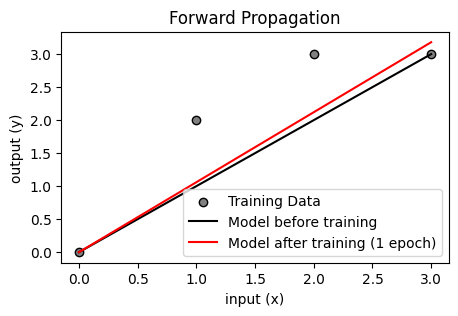 Forward Propagation
output (y)
3.0
2.5
2.0
1.5
1.0
0.5
0.0
Training Data
Model before training
Model after training (1 epoch)
0.0 0.5 1.0 1.5 2.0 2.5 3.0
input (x)